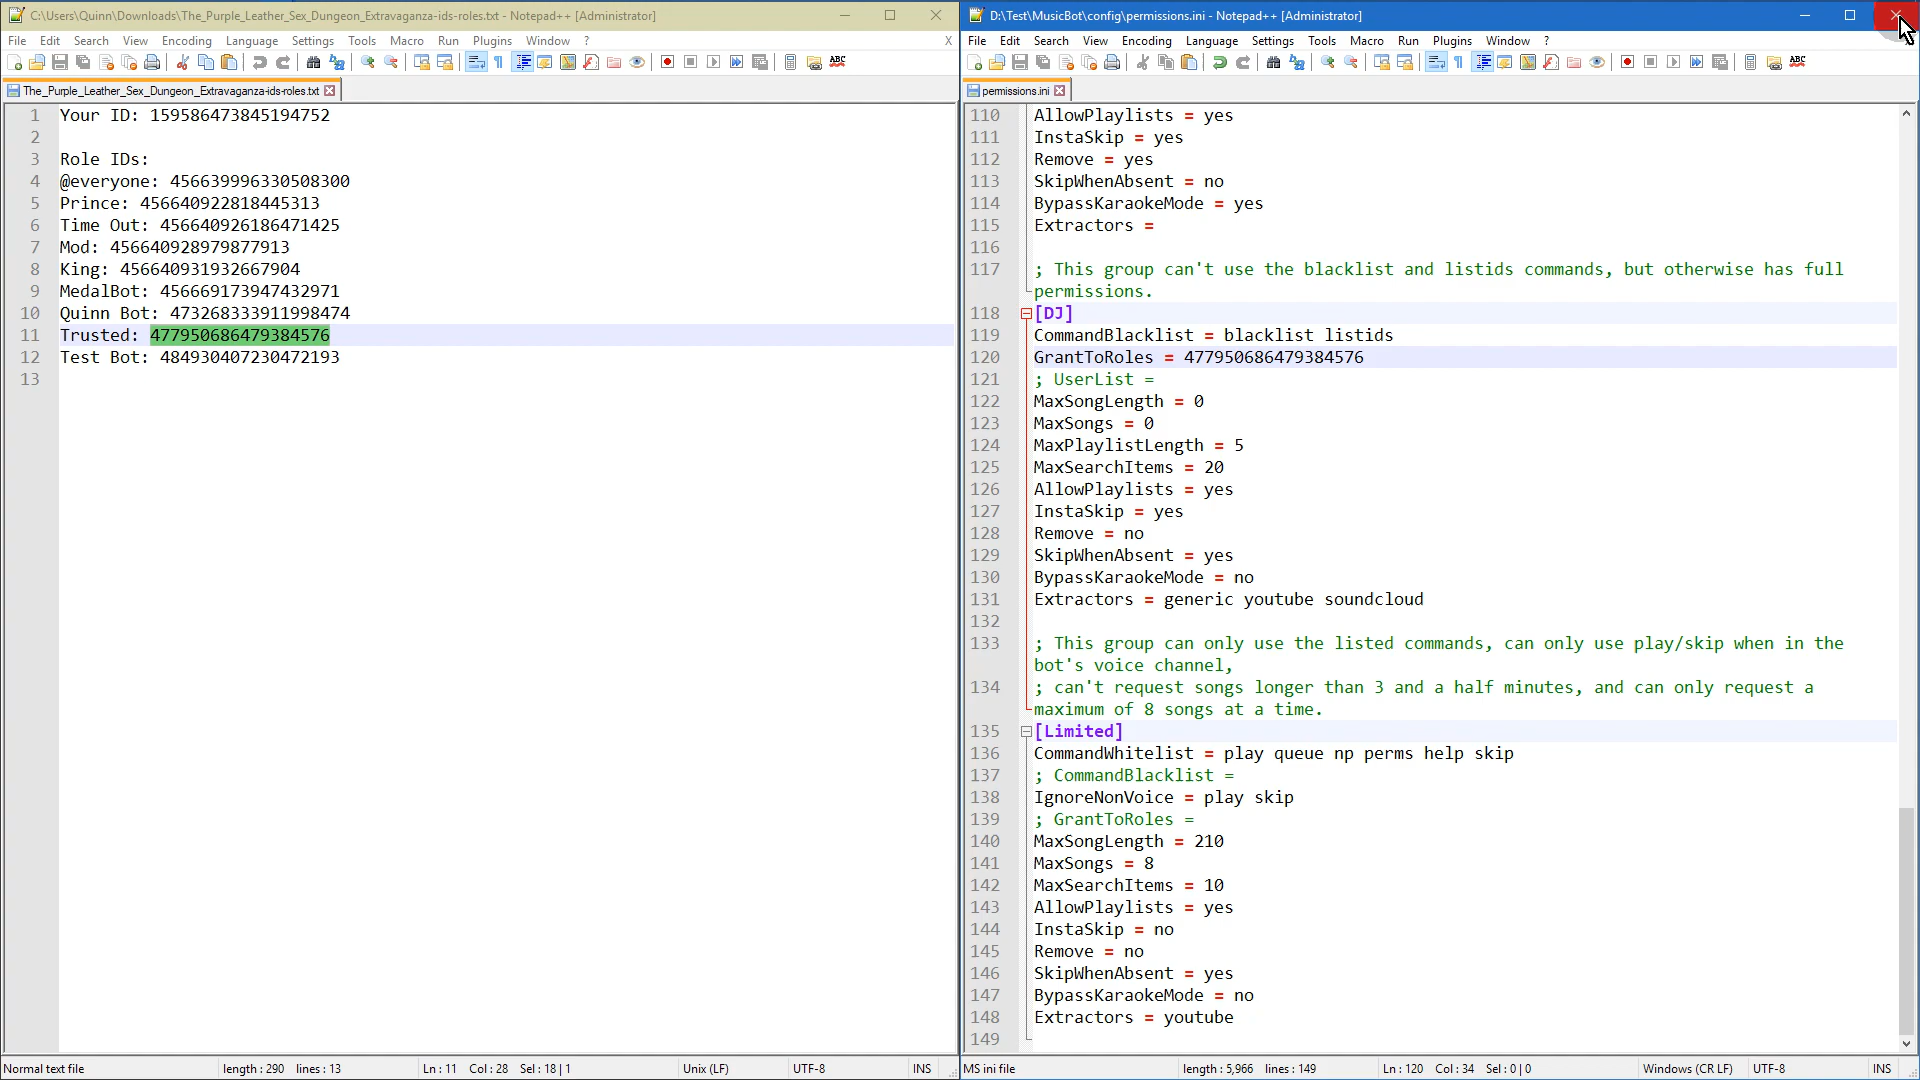 C:\Users\Quinn\Downloads\The_Purple_Leather_Sex_Dungeon_Extravaganza-ids-roles.txt - Notepad++ [Administrator]
File Edit Search View Encoding Language Settings Tools Macro Run Plugins Window ? X
ABC
The_Purple_Leather_Sex_Dungeon_Extravaganza-ids-roles.txt
1 Your ID: 159586473845194752
2
3 Role IDs:
4 @everyone: 456639996330508300
5 Prince: 456640922818445313
6 Time Out: 456640926186471425
7 Mod: 456640928979877913
8 King: 456640931932667904
9 MedalBot: 456669173947432971
10 Quinn Bot: 473268333911998474
11 Trusted: 477950686479384576
12 Test Bot: 484930407230472193
13
Normal text file length : 290 lines : 13 Ln : 11 Col : 28 Sel : 18 | 1 Unix (LF) UTF-8 INS
D:\Test\MusicBot\config\permissions.ini - Notepad++ [Administrator]
File Edit Search View Encoding Language Settings Tools Macro Run Plugins Window ?
ABC
permissions.ini
110 AllowPlaylists = yes
111 InstaSkip = yes
112 Remove = yes
113 SkipWhenAbsent = no
114 BypassKaraokeMode = yes
115 Extractors =
116
117 ; This group can't use the blacklist and listids commands, but otherwise has full
permissions.
118 [DJ]
119 CommandBlacklist = blacklist listids
120 GrantToRoles = 477950686479384576
121 ; UserList =
122 MaxSongLength = 0
123 MaxSongs = 0
124 MaxPlaylistLength = 5
125 MaxSearchItems = 20
126 AllowPlaylists = yes
127 InstaSkip = yes
128 Remove = no
129 SkipWhenAbsent = yes
130 BypassKaraokeMode = no
131 Extractors = generic youtube soundcloud
132
133 ; This group can only use the listed commands, can only use play/skip when in the
bot's voice channel,
134 ; can't request songs longer than 3 and a half minutes, and can only request a
maximum of 8 songs at a time.
135 [Limited]
136 CommandWhitelist = play queue np perms help skip
137 ; CommandBlacklist =
138 IgnoreNonVoice = play skip
139 ; GrantToRoles =
140 MaxSongLength = 210
141 MaxSongs = 8
142 MaxSearchItems = 10
143 AllowPlaylists = yes
144 InstaSkip = no
145 Remove = no
146 SkipWhenAbsent = yes
147 BypassKaraokeMode = no
148 Extractors = youtube
149
MS ini file length : 5,966 lines : 149 Ln : 120 Col : 34 Sel : 0 | 0 Windows (CR LF) UTF-8 INS